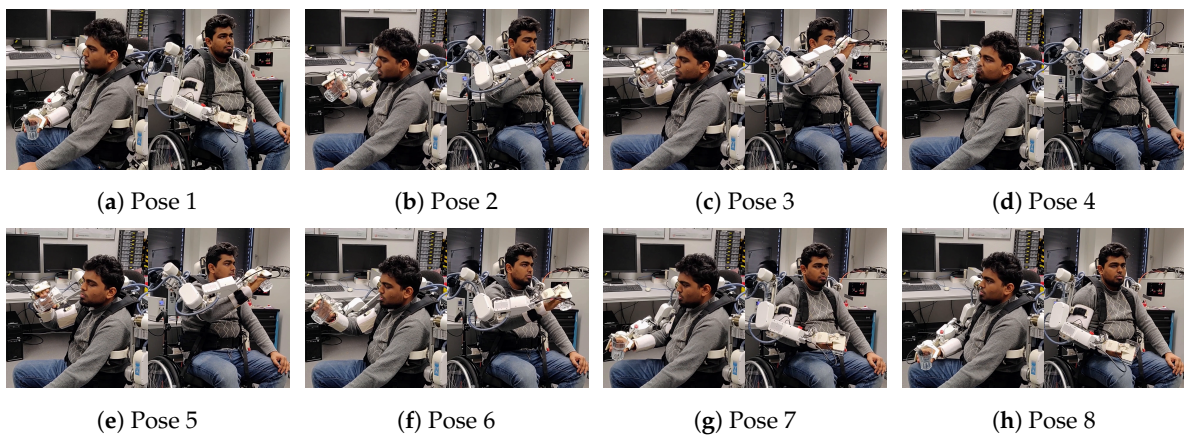 (a) Pose 1
(b) Pose 2
(c) Pose 3
(d) Pose 4
(e) Pose 5
(f) Pose 6
(g) Pose 7
(h) Pose 8